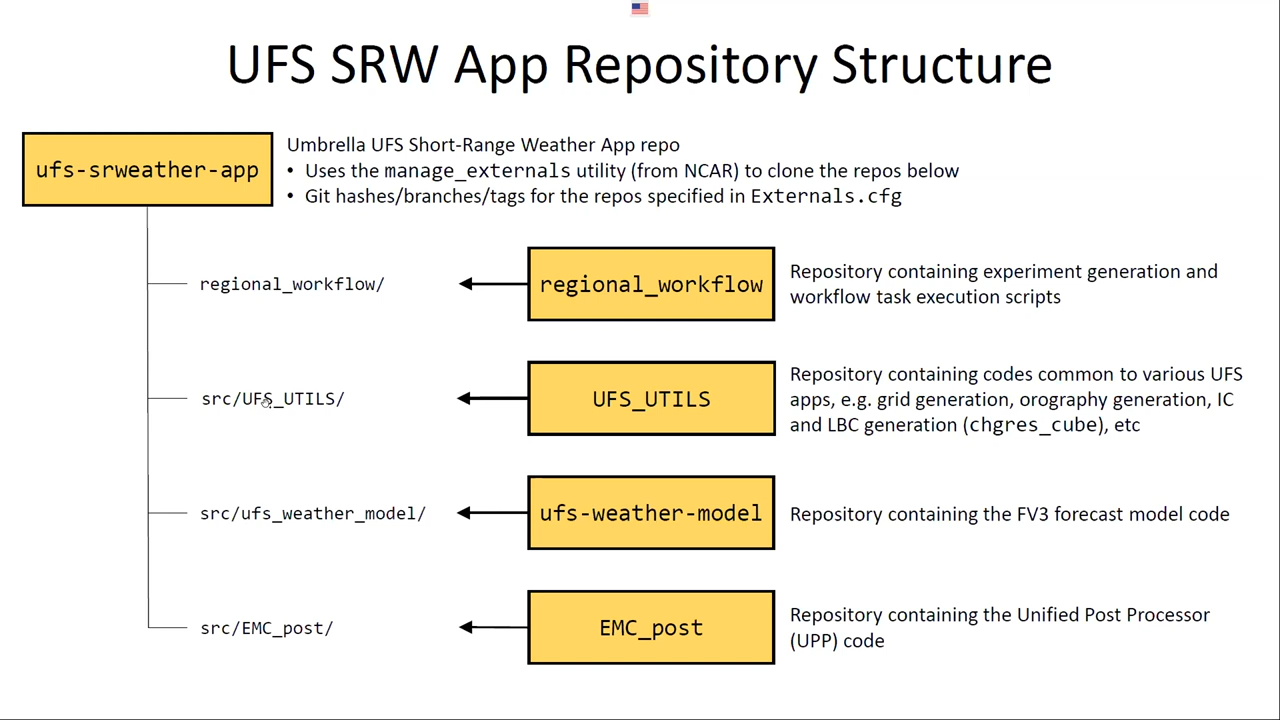 UFS SRW App Repository Structure
ufs-srweather-app
Umbrella UFS Short-Range Weather App repo
• Uses the manage_externals utility (from NCAR) to clone the repos below
• Git hashes/branches/tags for the repos specified in Externals.cfg
regional_workflow/
regional_workflow
Repository containing experiment generation and
workflow task execution scripts
src/UFS_UTILS/
UFS_UTILS
Repository containing codes common to various UFS
apps, e.g. grid generation, orography generation, IC
and LBC generation (chgres_cube), etc
src/ufs_weather_model/
ufs-weather-model
Repository containing the FV3 forecast model code
src/EMC_post/
EMC_post
Repository containing the Unified Post Processor
(UPP) code